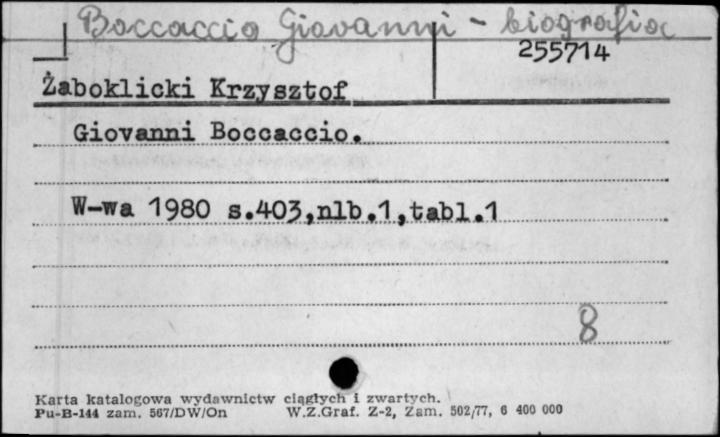 Boccaccio Giovanni - biografia
255714
Żaboklicki Krzysztof
Giovanni Boccaccio.
W-wa 1980 s.403,nlb.1,tabl.1
8
Karta katalogowa wydawnictw ciągłych i zwartych.
Pu-B-144 zam. 567/DW/On W.Z.Graf. Z-2, Zam. 502/77, 6 400 000